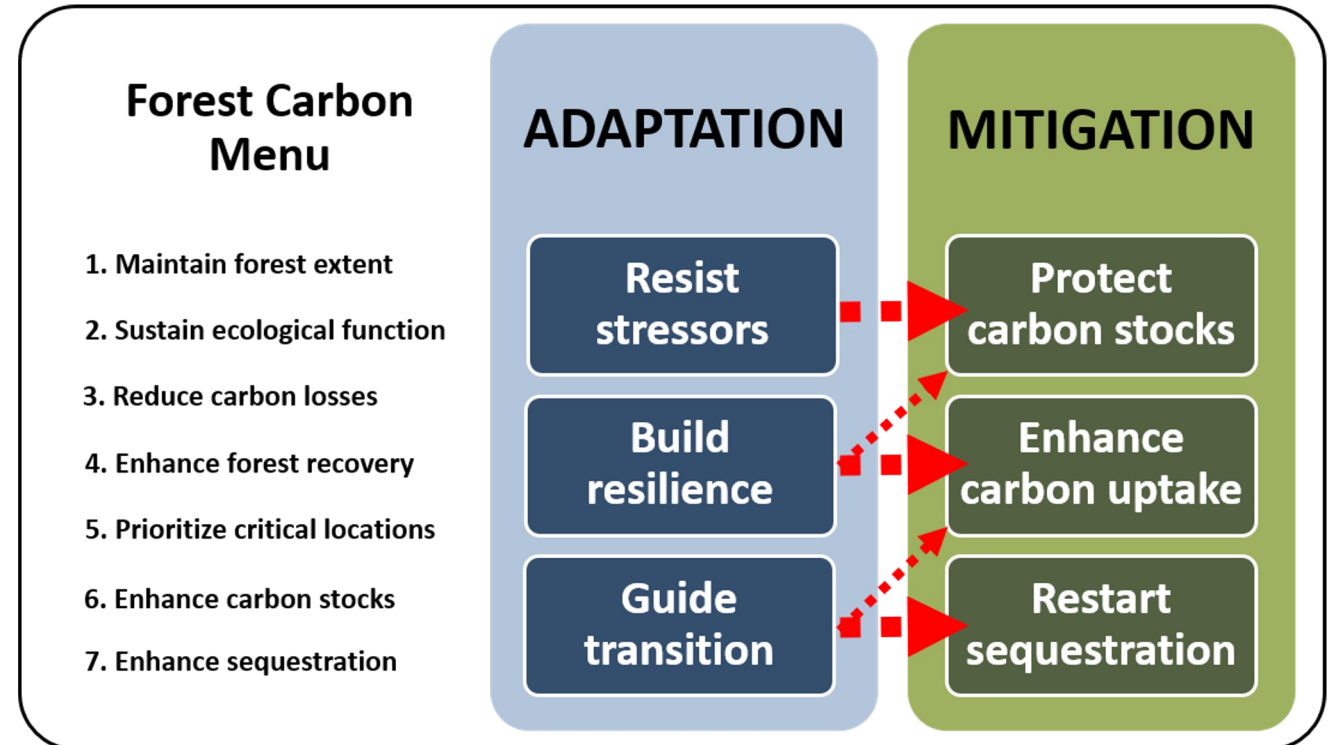 Forest Carbon
Menu
1. Maintain forest extent
2. Sustain ecological function
3. Reduce carbon losses
4. Enhance forest recovery
5. Prioritize critical locations
6. Enhance carbon stocks
7. Enhance sequestration
ADAPTATION
Resist
stressors
Build
resilience
Guide
transition
MITIGATION
Protect
carbon stocks
Enhance
carbon uptake
Restart
sequestration